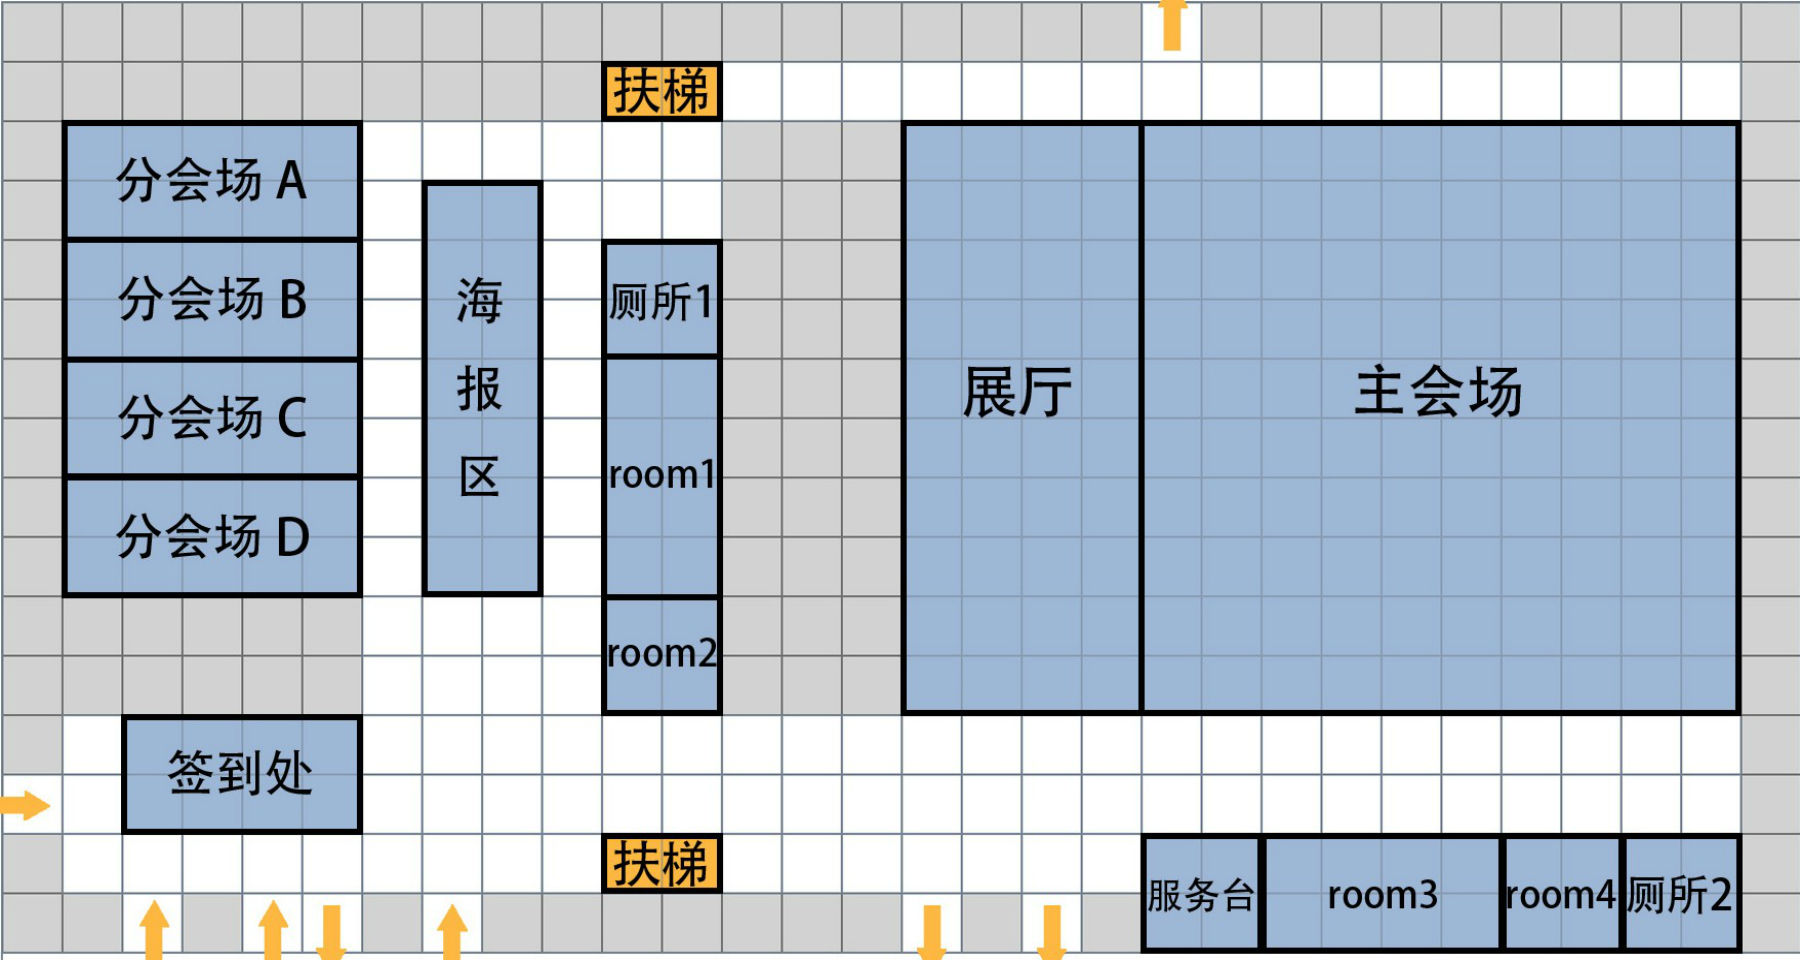 扶梯
分会场 A
分会场 B
分会场 C
分会场 D
海
报
区
厕所1
room1
room2
展厅
主会场
签到处
扶梯
服务台
room3
room4
厕所2